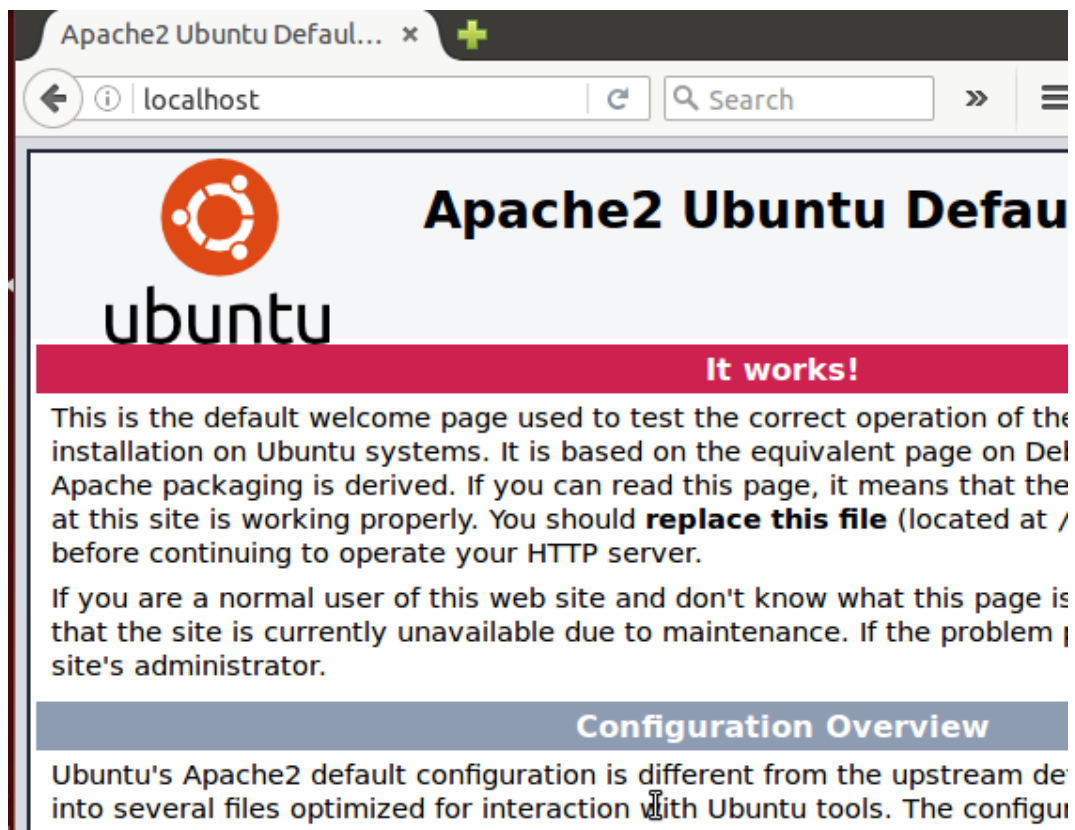 Apache2 Ubuntu Defaul...
localhost
Search
ubuntu
Apache2 Ubuntu Defau
It works!
This is the default welcome page used to test the correct operation of the
installation on Ubuntu systems. It is based on the equivalent page on Deb
Apache packaging is derived. If you can read this page, it means that the
at this site is working properly. You should replace this file (located at /
before continuing to operate your HTTP server.
If you are a normal user of this web site and don't know what this page is
that the site is currently unavailable due to maintenance. If the problem p
site's administrator.
Configuration Overview
Ubuntu's Apache2 default configuration is different from the upstream de
into several files optimized for interaction with Ubuntu tools. The configur